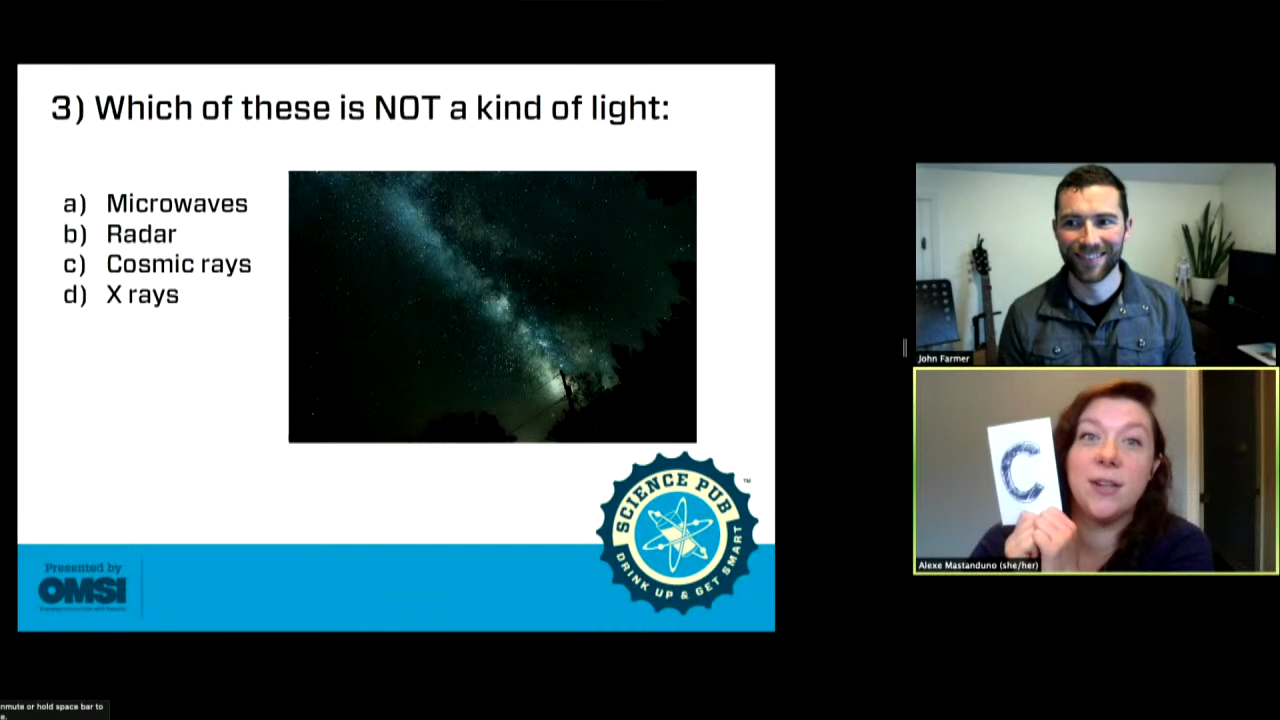 3) Which of these is NOT a kind of light:
a) Microwaves
b) Radar
c) Cosmic rays
d) X rays
SCIENCE PUB
DRINK UP & GET SMART
TM
Presented by
OMSI
John Farmer
C
Alexe Mastanduno (she/her)
nmute or hold space bar to
e.